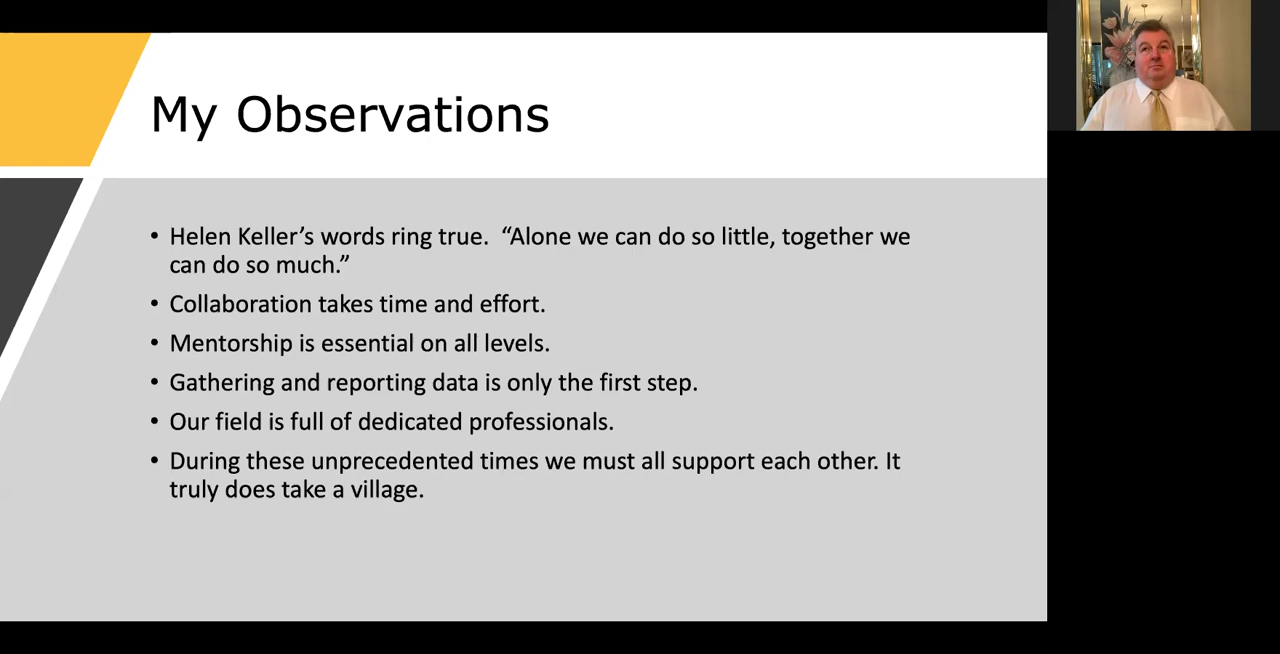 My Observations
• Helen Keller’s words ring true.  “Alone we can do so little, together we
can do so much.”
• Collaboration takes time and effort.
• Mentorship is essential on all levels.
• Gathering and reporting data is only the first step.
• Our field is full of dedicated professionals.
• During these unprecedented times we must all support each other. It
truly does take a village.